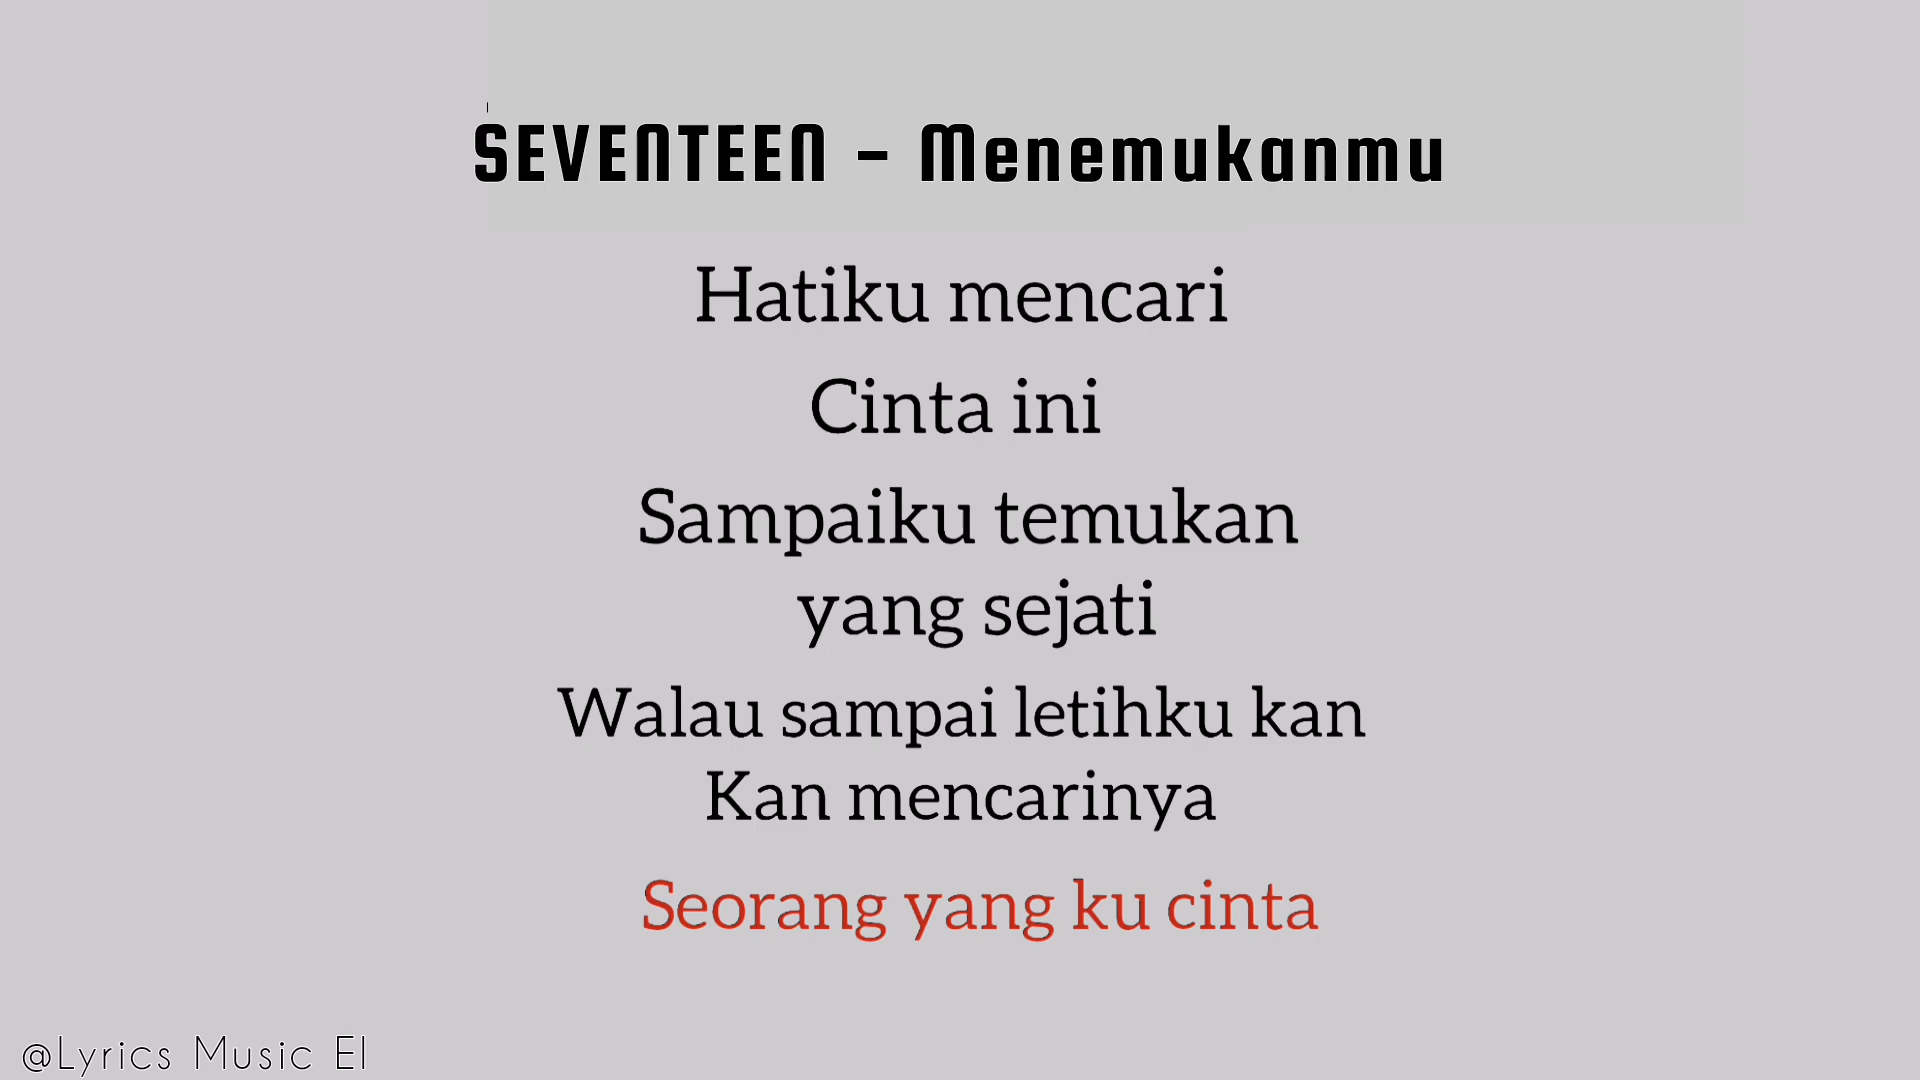 SEVENTEEN - Menemukanmu
Hatiku mencari
Cinta ini
Sampaiku temukan
yang sejati
Walau sampai letihku kan
Kan mencarinya
Seorang yang ku cinta
@Lyrics Music El